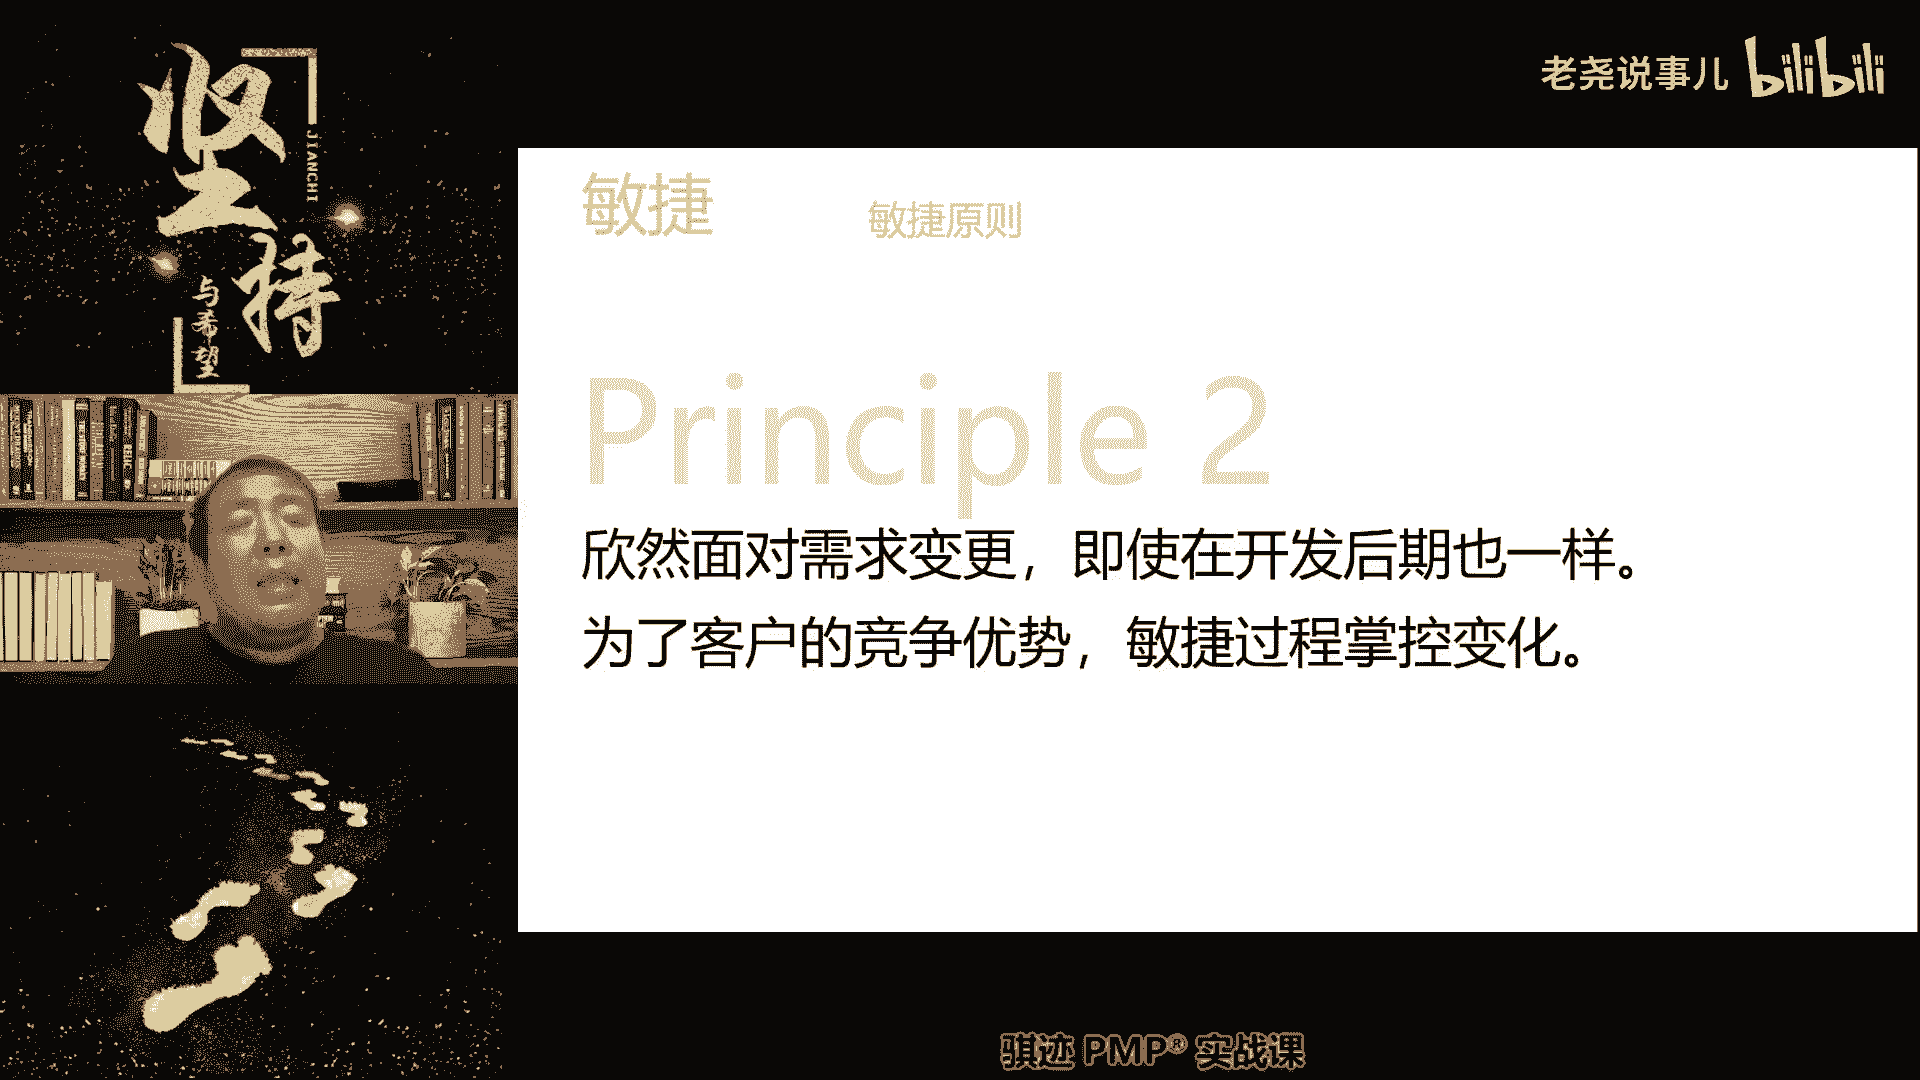 坚持
JIANCHI
与希望
老尧说事儿 bilibili
敏捷
敏捷原则
Principle 2
欣然面对需求变更，即使在开发后期也一样。
为了客户的竞争优势，敏捷过程掌控变化。
骐迹 PMP® 实战课